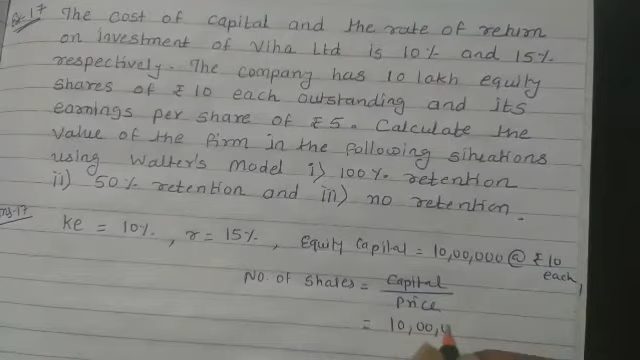 Ex-17 The cost of capital and the rate of return
on investment of Viha Ltd is 10% and 15%
respectively. The company has 10 lakh equity
shares of ₹10 each outstanding and its
earnings per share of ₹5. Calculate the
value of the firm in the following situations
using Walter's Model i) 100% retention
ii) 50% retention and iii) no retention.
Ke = 10%, r = 15%, Equity Capital = 10,00,000 @ ₹10
each,
No. of shares = Capital
Price
= 10,00,0